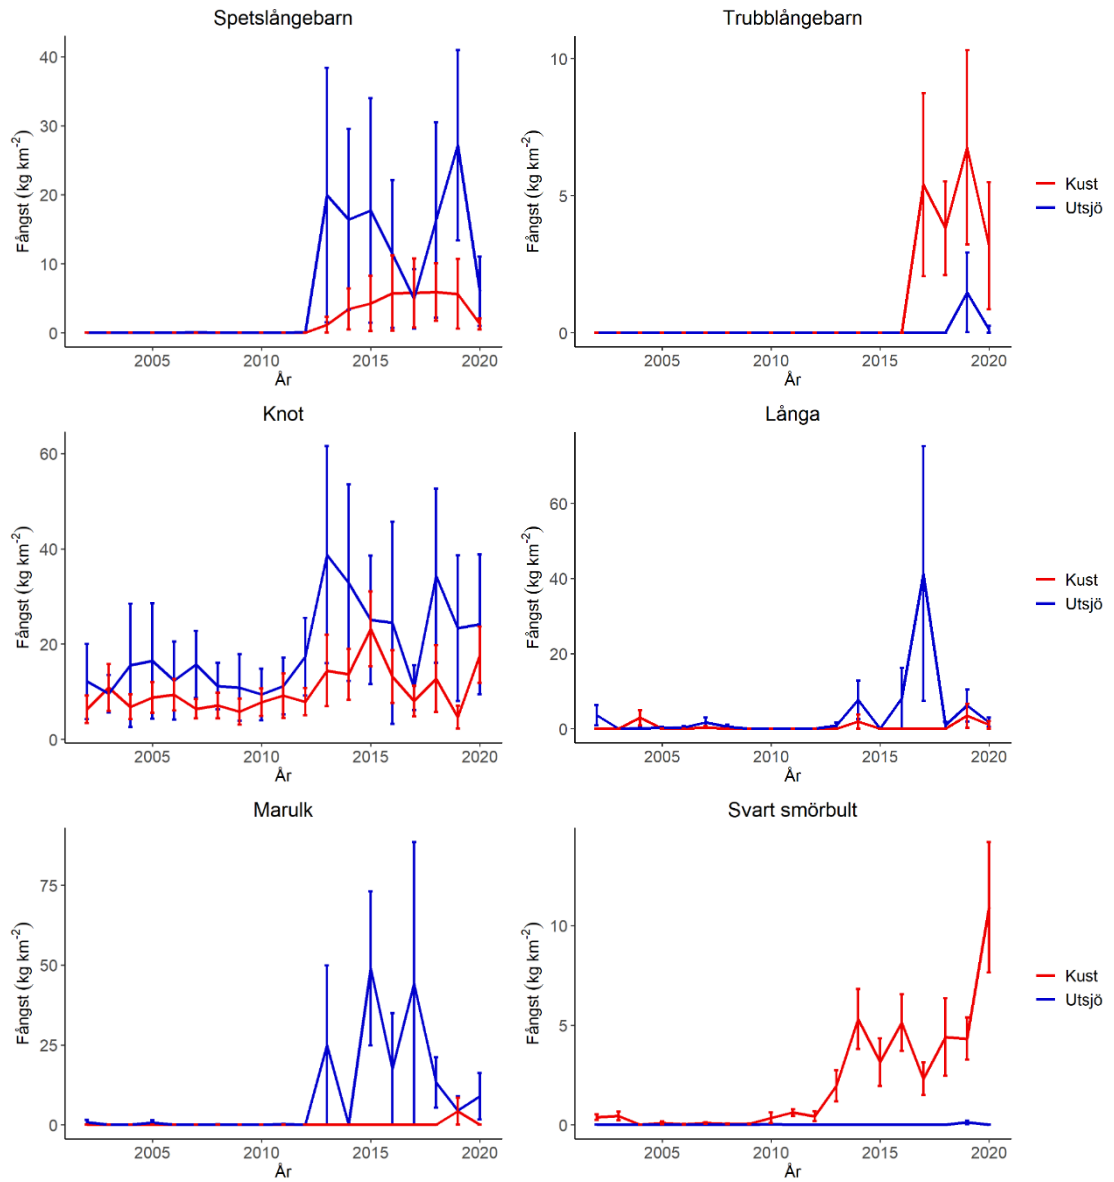 Spetslångebarn
Fångst (kg km-2)
40
30
20
10
0
2005 2010 2015 2020
År
Trubblångebarn
Fångst (kg km-2)
10
5
0
2005 2010 2015 2020
År
Kust
Utsjö
Knot
Fångst (kg km-2)
60
40
20
0
2005 2010 2015 2020
År
Långa
Fångst (kg km-2)
60
40
20
0
2005 2010 2015 2020
År
Kust
Utsjö
Marulk
Fångst (kg km-2)
75
50
25
0
2005 2010 2015 2020
År
Svart smörbult
Fångst (kg km-2)
10
5
0
2005 2010 2015 2020
År
Kust
Utsjö